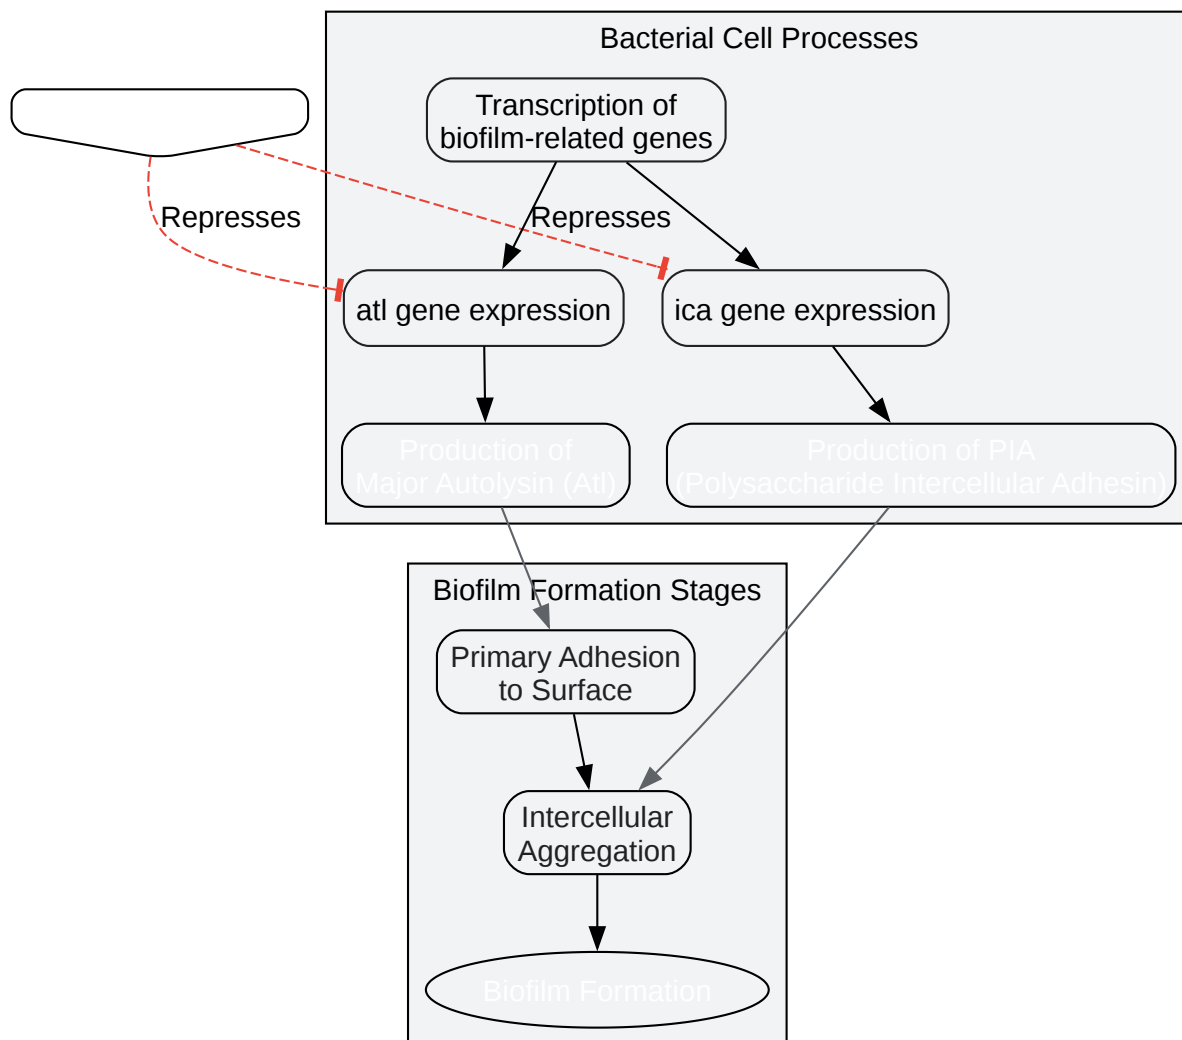 Bacterial Cell Processes
Transcription of
biofilm-related genes
Represses
Represses
atl gene expression
ica gene expression
Production of
Major Autolysin (Atl)
Production of PIA
(Polysaccharide Intercellular Adhesin)
Biofilm Formation Stages
Primary Adhesion
to Surface
Intercellular
Aggregation
Biofilm Formation